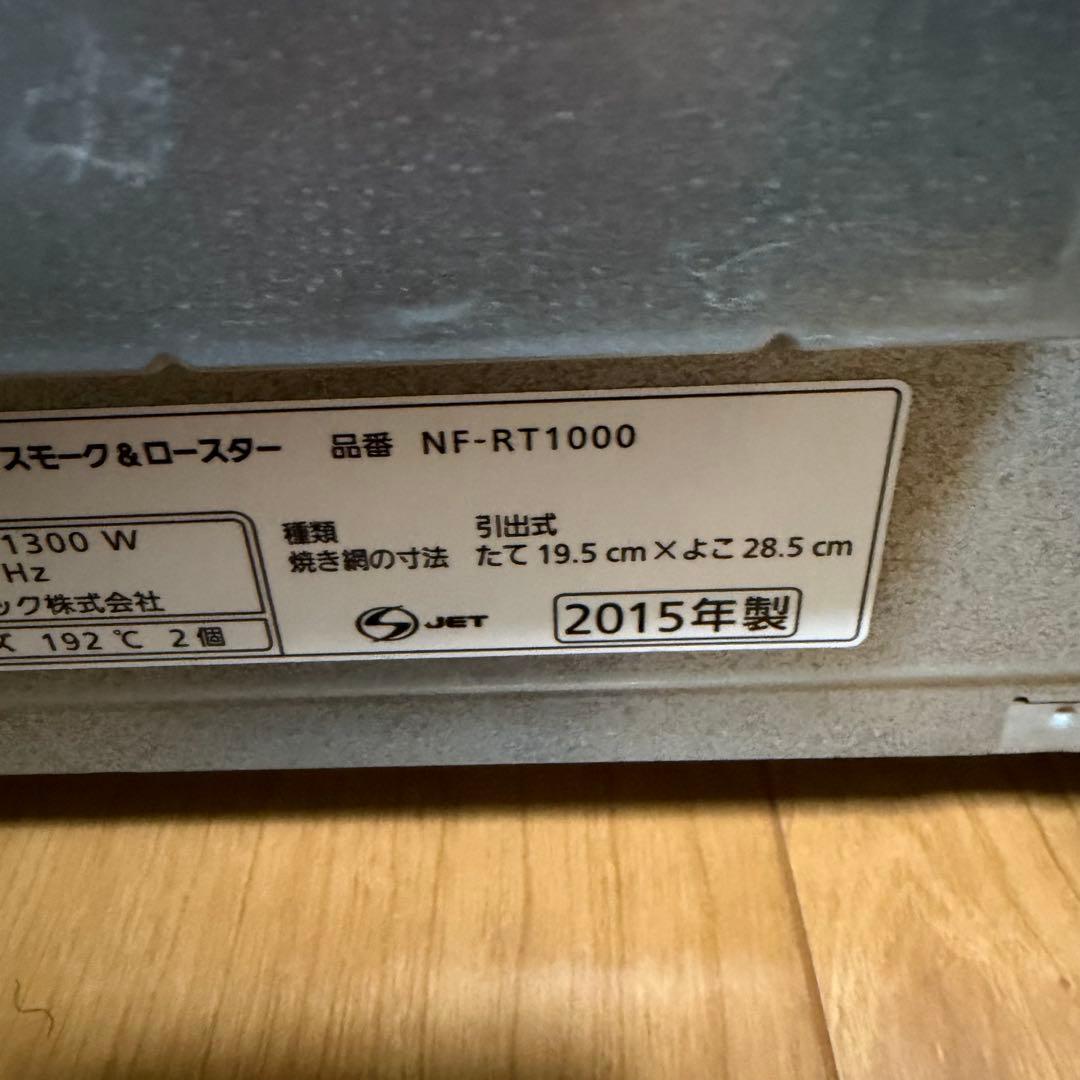 スモーク&ロースター 品番 NF-RT1000
1300 W
Hz
ック株式会社
ズ 192℃ 2個
種類 引出式
焼き網の寸法 たて 19.5 cm×よこ 28.5 cm
JET 2015年製